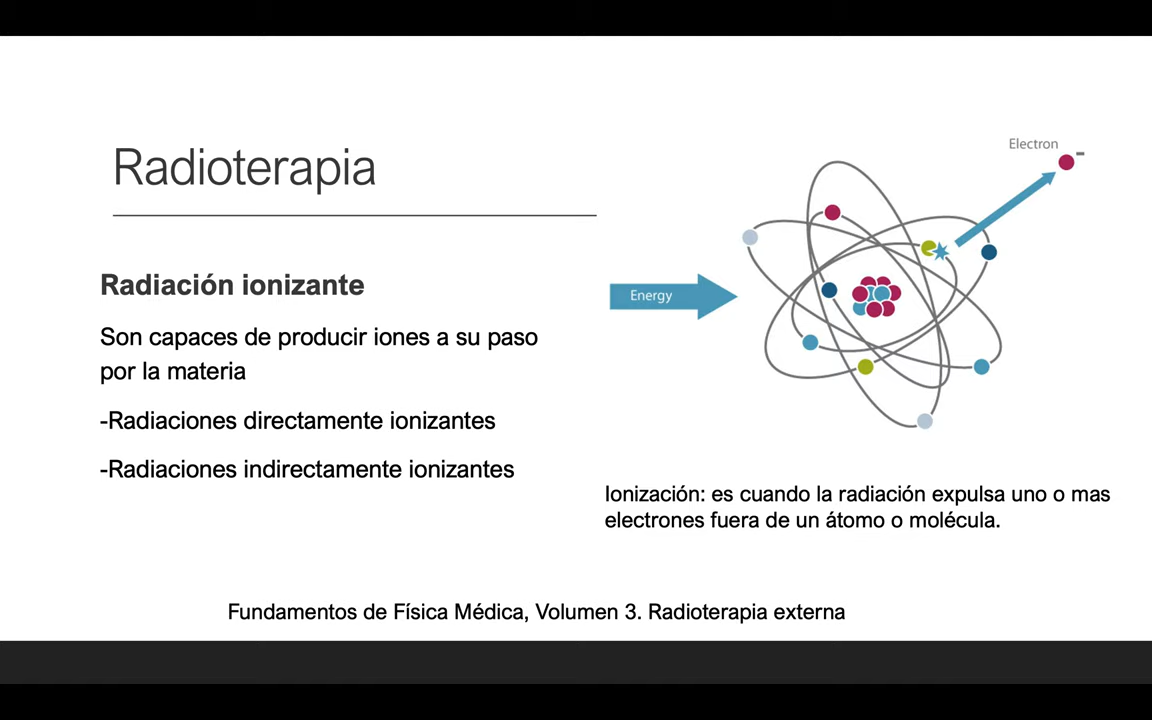 Radioterapia
Radiación ionizante
Son capaces de producir iones a su paso
por la materia
-Radiaciones directamente ionizantes
-Radiaciones indirectamente ionizantes
Electron
-
Energy
Ionización: es cuando la radiación expulsa uno o mas
electrones fuera de un átomo o molécula.
Fundamentos de Física Médica, Volumen 3. Radioterapia externa